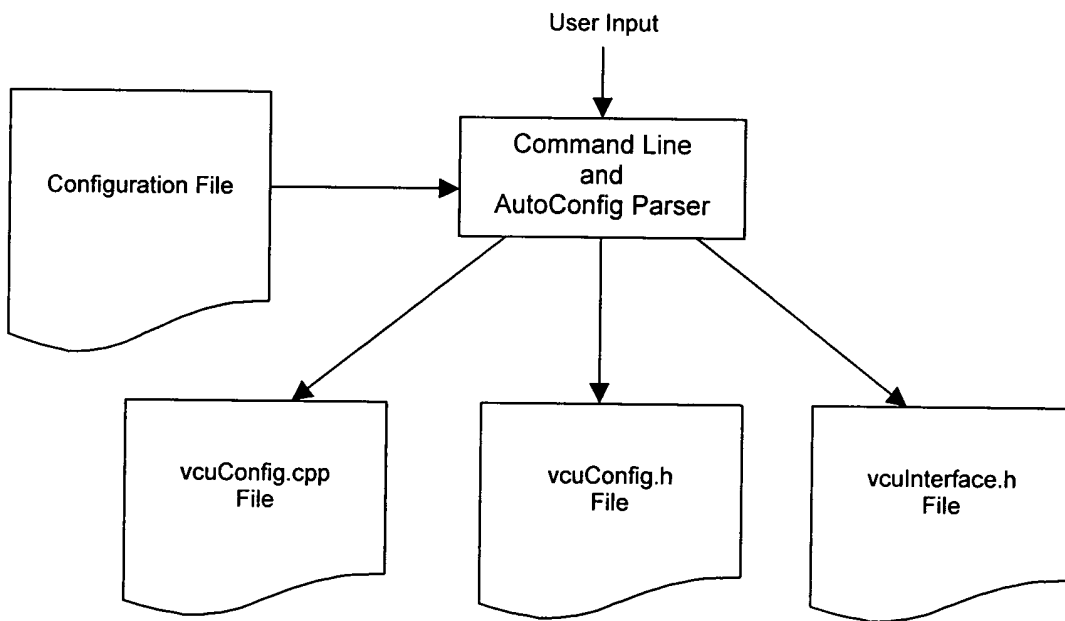 User Input
Configuration File
Command Line
and
AutoConfig Parser
vcuConfig.cpp
File
vcuConfig.h
File
vcuInterface.h
File